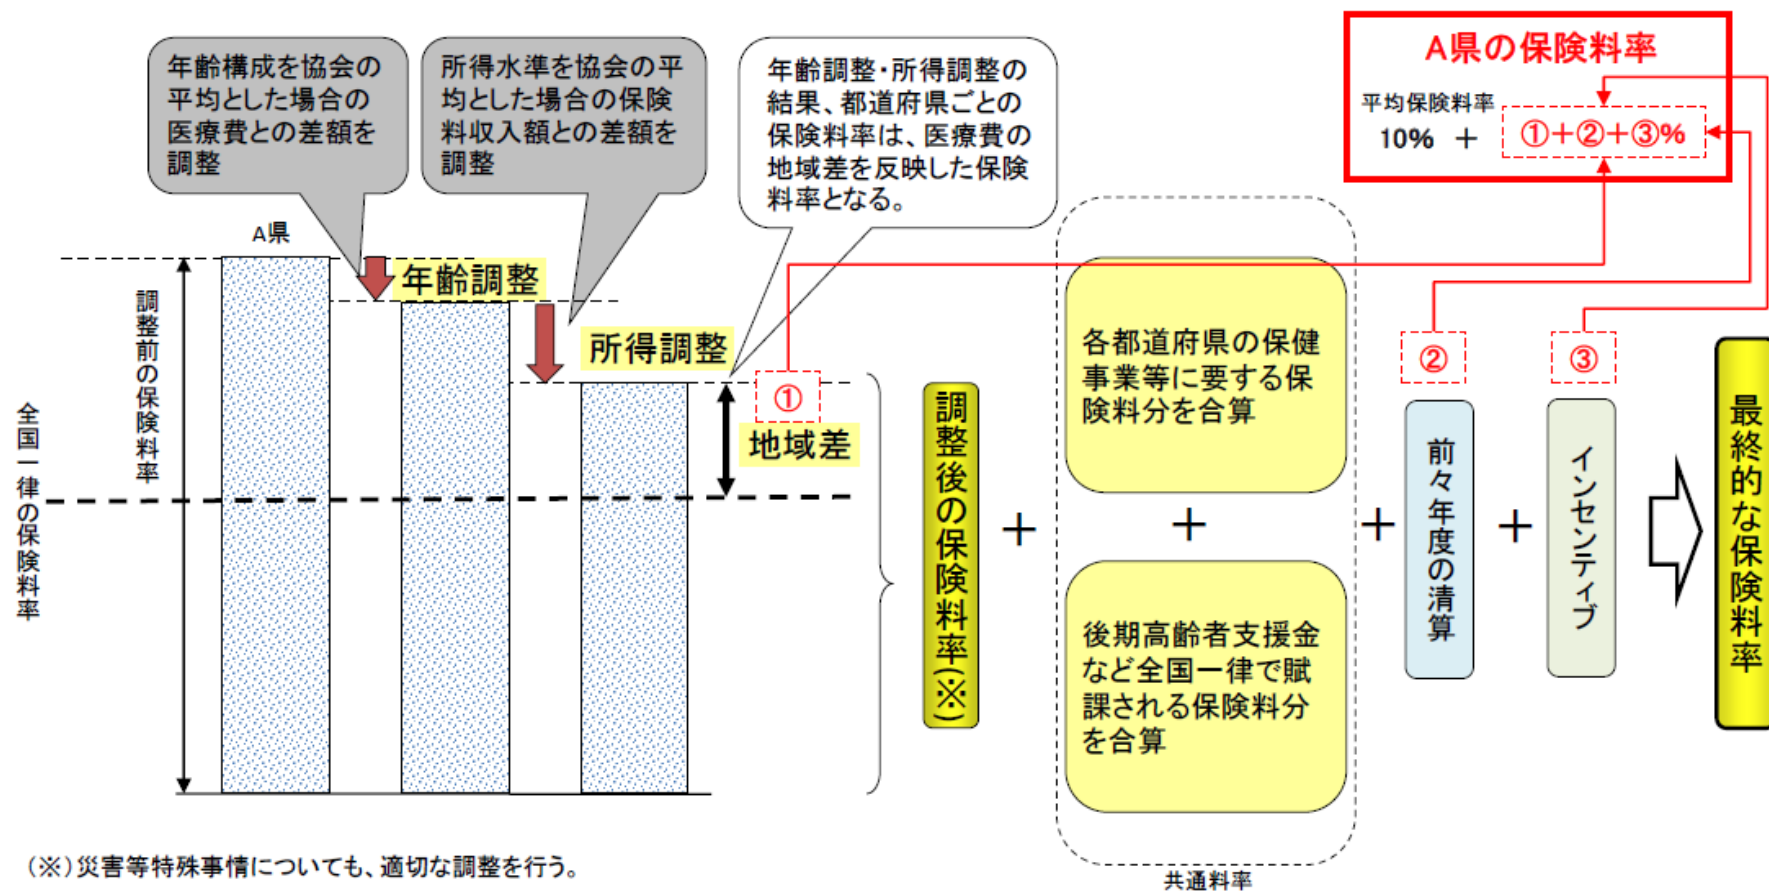 年齢構成を協会の
平均とした場合の
医療費との差額を
調整
所得水準を協会の平
均とした場合の保険
料収入額との差額を
調整
年齢調整・所得調整の
結果、都道府県ごとの
保険料率は、医療費の
地域差を反映した保険
料率となる。
A県の保険料率
平均保険料率
10% + ①+②+③%
A県
年齢調整
所得調整
①
地域差
調整前の保険料率
全国一律の保険料率
調整後の保険料率(※)
+
各都道府県の保健
事業等に要する保
険料分を合算
+
後期高齢者支援金
など全国一律で賦
課される保険料分
を合算
共通料率
+
②
前々年度の清算
+
③
インセンティブ
最終的な保険料率
(※)災害等特殊事情についても、適切な調整を行う。